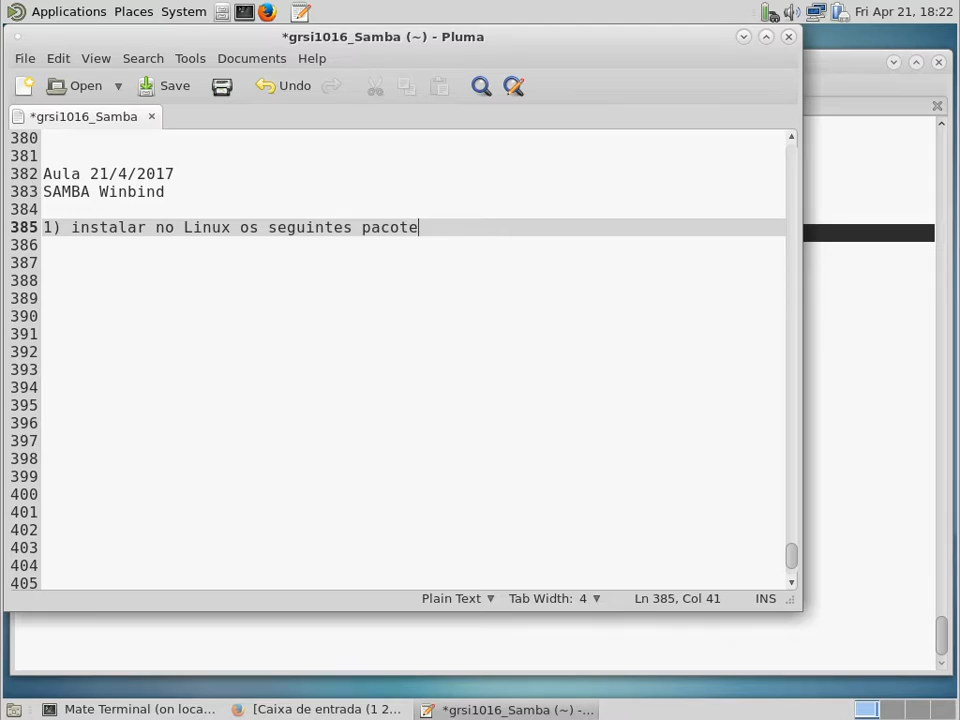 Applications Places System Fri Apr 21, 18:22
*grsi1016_Samba (~) - Pluma
File Edit View Search Tools Documents Help
Open Save Undo
*grsi1016_Samba
380
381
382 Aula 21/4/2017
383 SAMBA Winbind
384
385 1) instalar no Linux os seguintes pacote
386
387
388
389
390
391
392
393
394
395
396
397
398
399
400
401
402
403
404
405
Plain Text Tab Width: 4 Ln 385, Col 41 INS
Mate Terminal (on loca... [Caixa de entrada (1 2... *grsi1016_Samba (~) -...